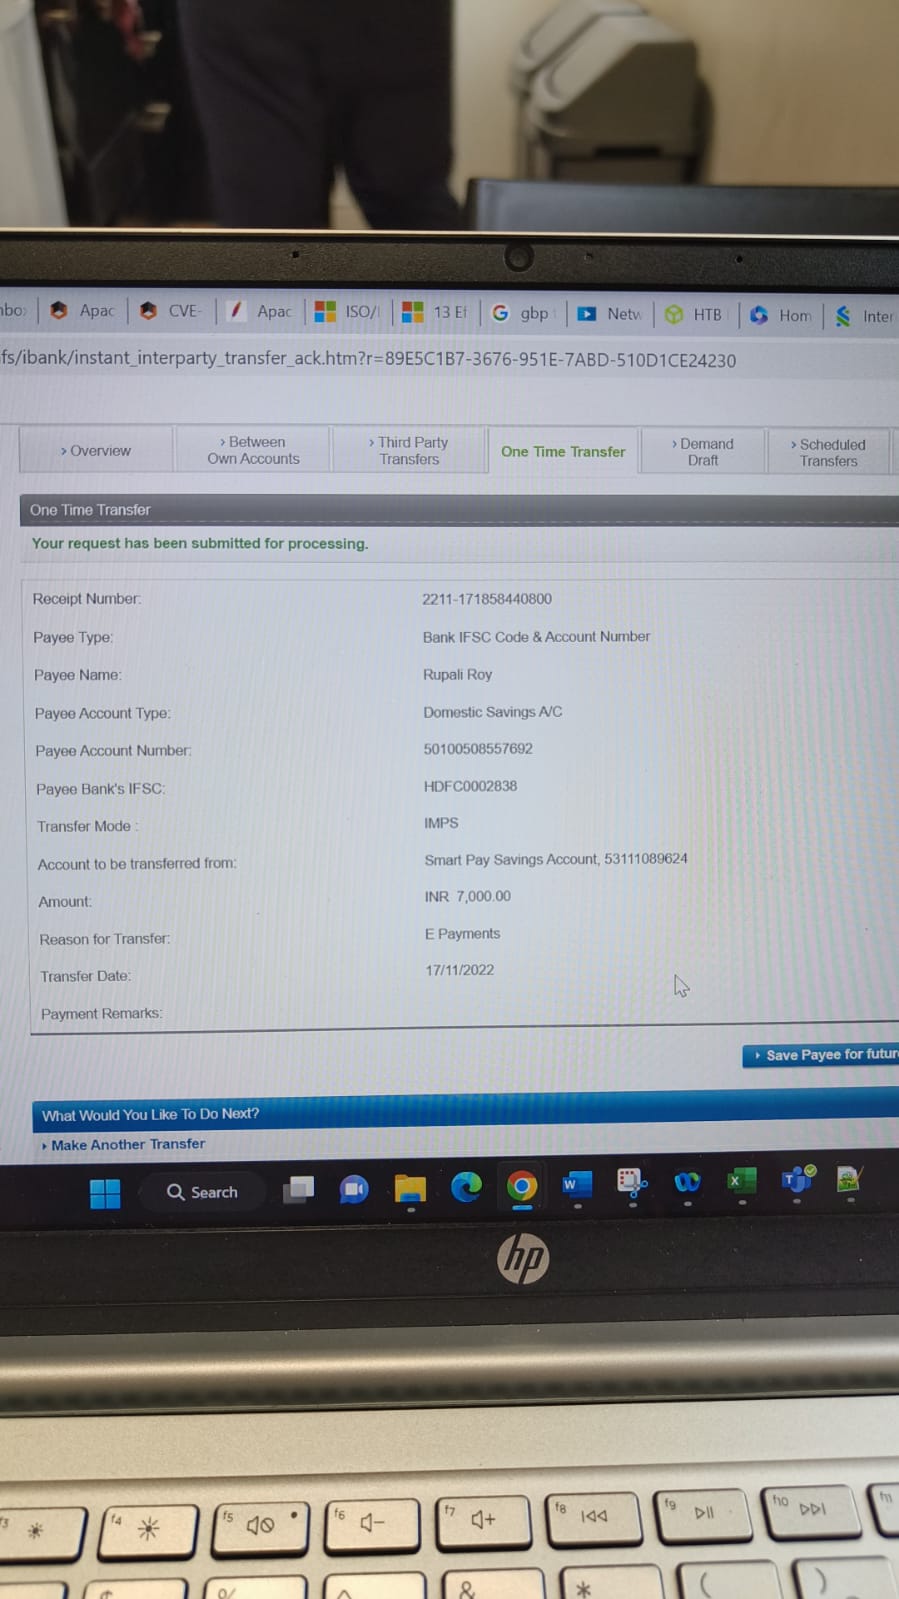 Apac
CVE-
Apac
ISO/
13 Ef
gbp
Netw
HTB
Hom
Inter
fs/ibank/instant_interparty_transfer_ack.htm?r=89E5C1B7-3676-951E-7ABD-510D1CE24230
› Overview
› Between
Own Accounts
› Third Party
Transfers
One Time Transfer
› Demand
Draft
› Scheduled
Transfers
One Time Transfer
Your request has been submitted for processing.
Receipt Number: 2211-171858440800
Payee Type: Bank IFSC Code & Account Number
Payee Name: Rupali Roy
Payee Account Type: Domestic Savings A/C
Payee Account Number: 50100508557692
Payee Bank's IFSC: HDFC0002838
Transfer Mode : IMPS
Account to be transferred from: Smart Pay Savings Account, 53111089624
Amount: INR 7,000.00
Reason for Transfer: E Payments
Transfer Date: 17/11/2022
Payment Remarks:
Save Payee for futur
What Would You Like To Do Next?
Make Another Transfer
Search
hp
f4
f5
f6
f7
f8
f9
f10
f11
& * ( )